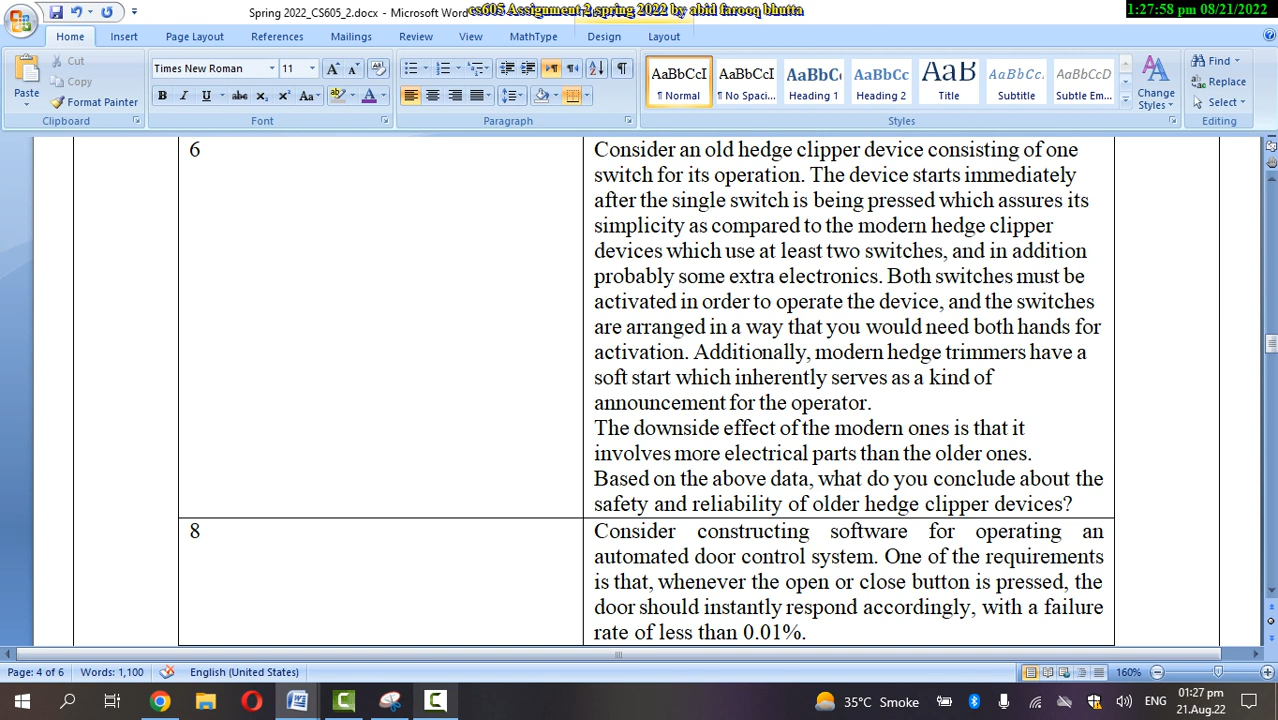 Spring 2022_CS605_2.docx - Microsoft Word
cs605 Assignment 2 spring 2022 by abid farooq bhutta
1:27:58 pm 08/21/2022
Home Insert Page Layout References Mailings Review View MathType Design Layout
Paste
Cut
Copy
Format Painter
Clipboard
Times New Roman 11
Font
Paragraph
AaBbCcI AaBbCcI AaBbC AaBbCc AaB AaBbCcI AaBbCcD
¶ Normal ¶ No Spaci... Heading 1 Heading 2 Title Subtitle Subtle Em...
Change Styles
Styles
Find
Replace
Select
Editing
6
Consider an old hedge clipper device consisting of one
switch for its operation. The device starts immediately
after the single switch is being pressed which assures its
simplicity as compared to the modern hedge clipper
devices which use at least two switches, and in addition
probably some extra electronics. Both switches must be
activated in order to operate the device, and the switches
are arranged in a way that you would need both hands for
activation. Additionally, modern hedge trimmers have a
soft start which inherently serves as a kind of
announcement for the operator.
The downside effect of the modern ones is that it
involves more electrical parts than the older ones.
Based on the above data, what do you conclude about the
safety and reliability of older hedge clipper devices?
8
Consider constructing software for operating an
automated door control system. One of the requirements
is that, whenever the open or close button is pressed, the
door should instantly respond accordingly, with a failure
rate of less than 0.01%.
Page: 4 of 6 Words: 1,100 English (United States) 160%
35°C Smoke ENG 01:27 pm
21.Aug.22